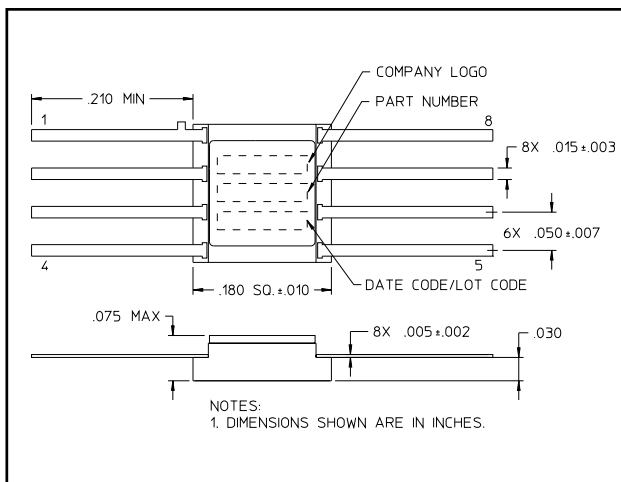 COMPANY LOGO
.210 MIN
PART NUMBER
1
8
8X .015±.003
6X .050±.007
4
5
.180 SQ.±.010
DATE CODE/LOT CODE
.075 MAX
8X .005±.002
.030
NOTES:
1. DIMENSIONS SHOWN ARE IN INCHES.